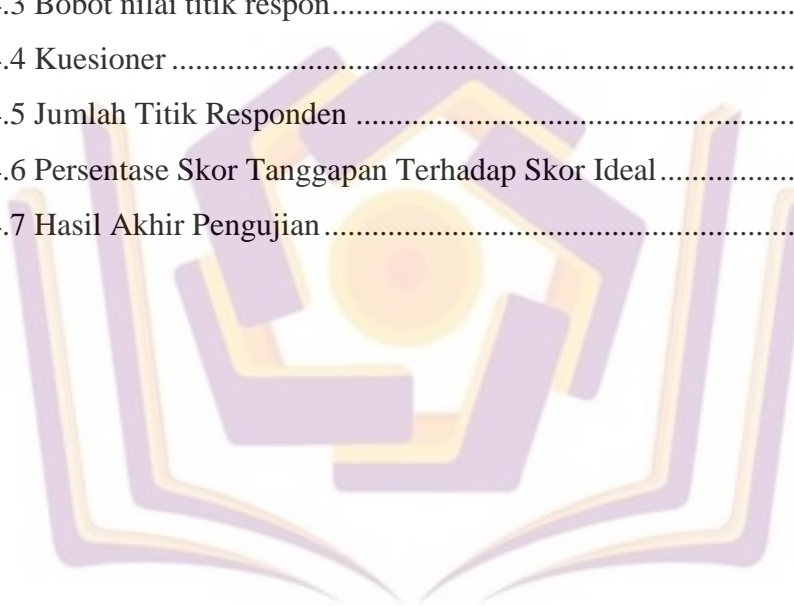 .3 Bobot nilai titik respon..........................................................
.4 Kuesioner ..............................................................................
.5 Jumlah Titik Responden .......................................................
.6 Persentase Skor Tanggapan Terhadap Skor Ideal.................
.7 Hasil Akhir Pengujian...........................................................